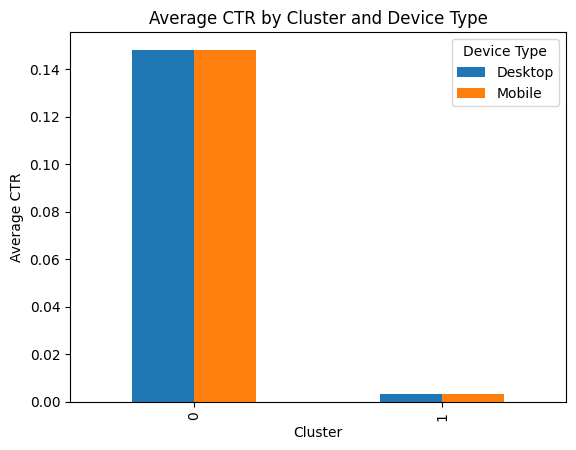 Average CTR by Cluster and Device Type
Device Type
Desktop
Mobile
Average CTR
0.14
0.12
0.10
0.08
0.06
0.04
0.02
0.00
0
1
Cluster